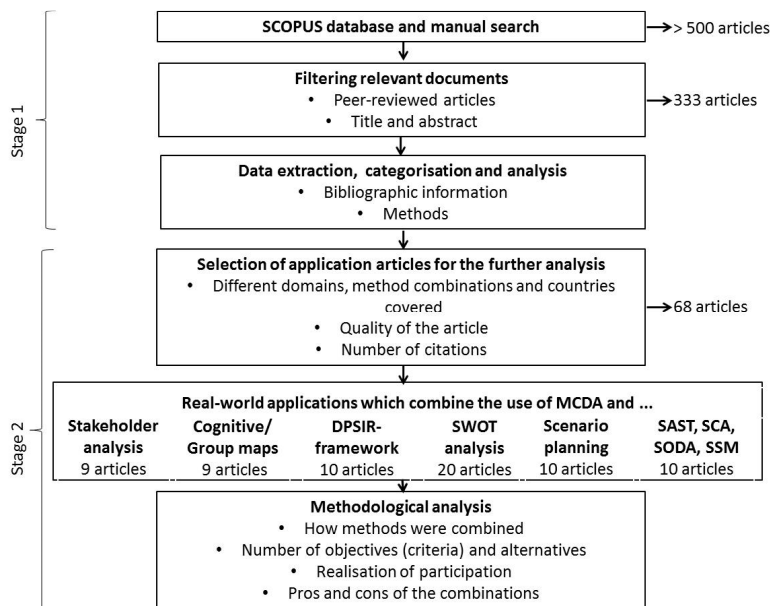 SCOPUS database and manual search
> 500 articles
Filtering relevant documents
• Peer-reviewed articles
• Title and abstract
333 articles
Data extraction, categorisation and analysis
• Bibliographic information
• Methods
Stage 1
Selection of application articles for the further analysis
• Different domains, method combinations and countries
covered
• Quality of the article
• Number of citations
68 articles
Real-world applications which combine the use of MCDA and ...
Stakeholder
analysis
9 articles
Cognitive/
Group maps
9 articles
DPSIR-
framework
10 articles
SWOT
analysis
20 articles
Scenario
planning
10 articles
SAST, SCA,
SODA, SSM
10 articles
Methodological analysis
• How methods were combined
• Number of objectives (criteria) and alternatives
• Realisation of participation
• Pros and cons of the combinations
Stage 2